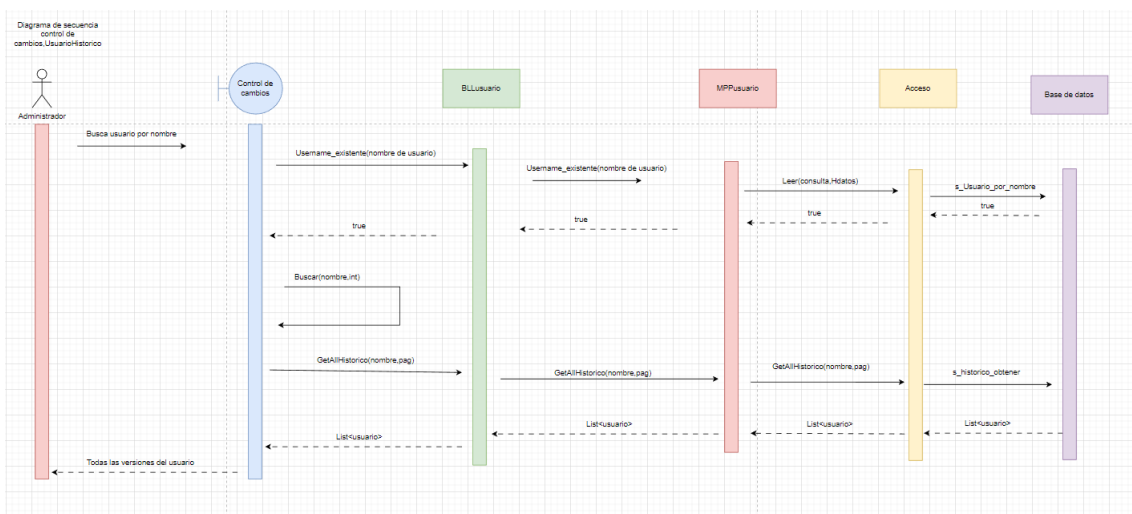 Diagrama de secuencia
control de
cambios,UsuarioHistorico
Administrador
Control de
cambios
BLLusuario
MPPusuario
Acceso
Base de datos
Busca usuario por nombre
Username_existente(nombre de usuario)
Username_existente(nombre de usuario)
Leer(consulta,Hdatos)
s_Usuario_por_nombre
true
true
true
true
Buscar(nombre,int)
GetAllHistorico(nombre,pag)
GetAllHistorico(nombre,pag)
GetAllHistorico(nombre,pag)
s_historico_obtener
List<usuario>
List<usuario>
List<usuario>
List<usuario>
Todas las versiones del usuario